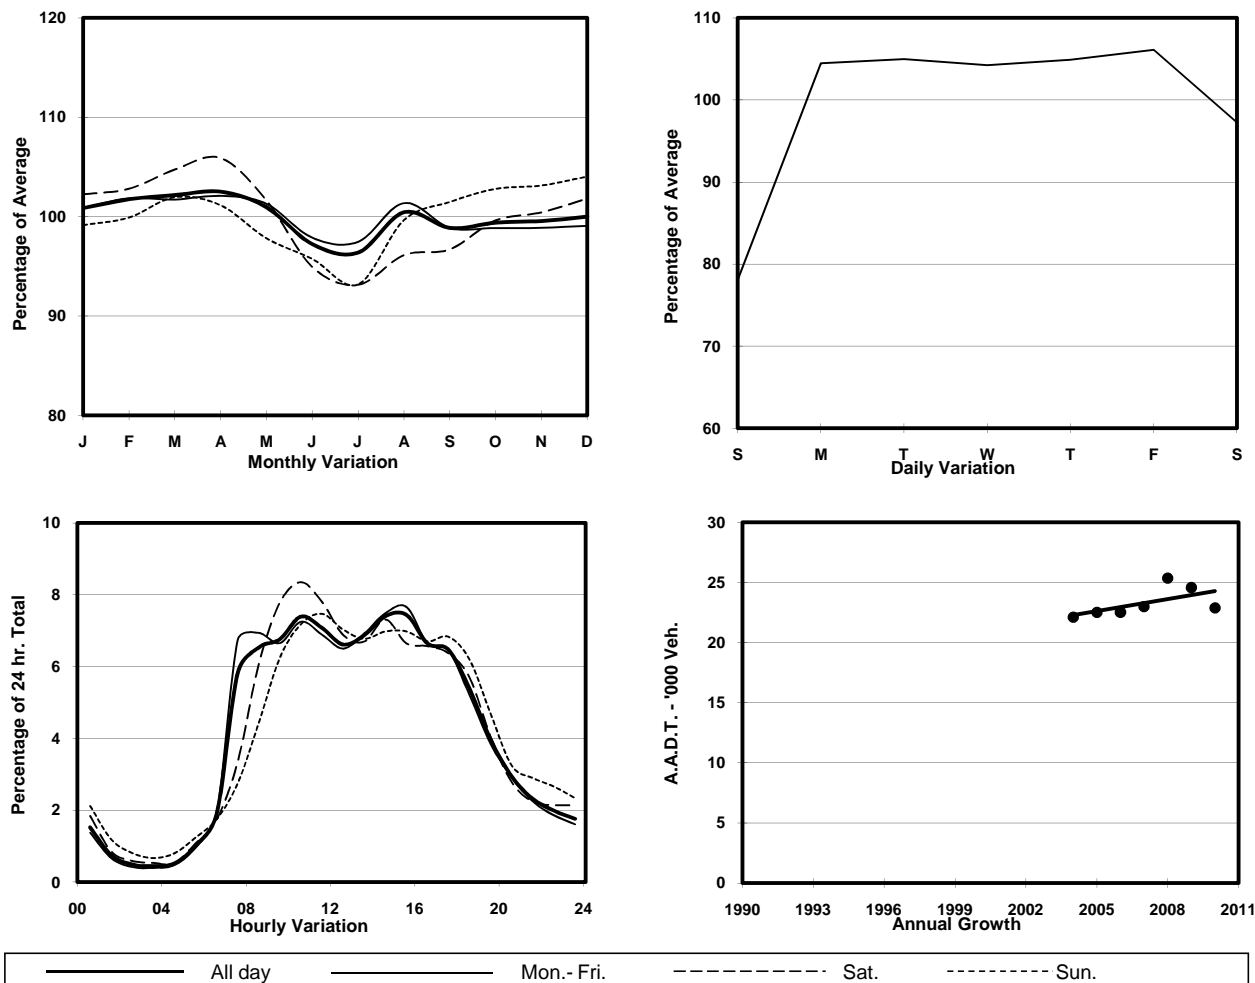 120
110
100
90
80
Percentage of Average
J F M A M J J A S O N D
Monthly Variation
110
100
90
80
70
60
Percentage of Average
S M T W T F S
Daily Variation
10
8
6
4
2
0
Percentage of 24 hr. Total
00 04 08 12 16 20 24
Hourly Variation
30
25
20
15
10
5
0
A.A.D.T. - '000 Veh.
1990 1993 1996 1999 2002 2005 2008 2011
Annual Growth
All day Mon.- Fri. Sat. Sun.